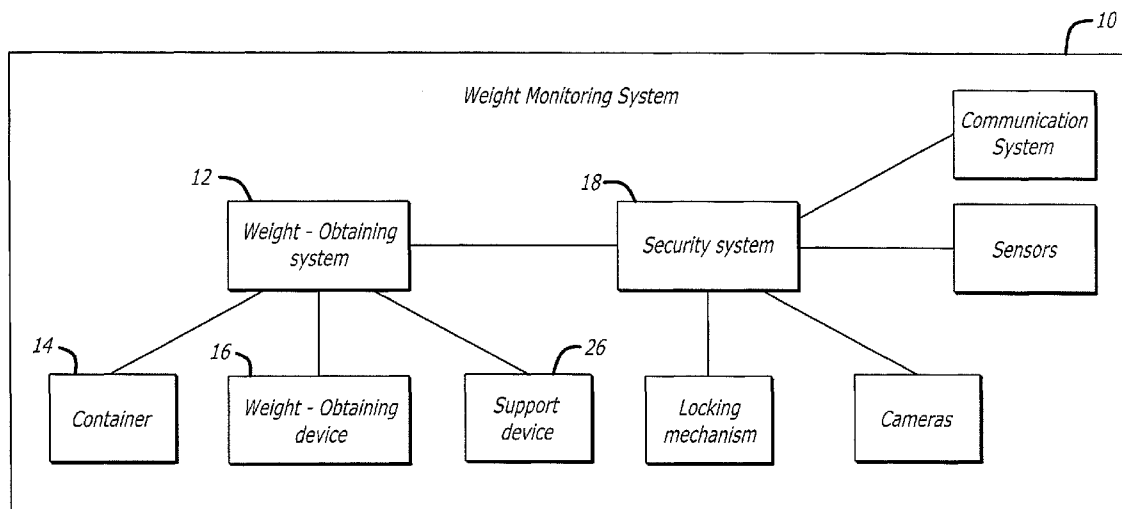 10
Weight Monitoring System
Communication
System
12
18
Weight - Obtaining
system
Security system
Sensors
14
16
26
Container
Weight - Obtaining
device
Support
device
Locking
mechanism
Cameras